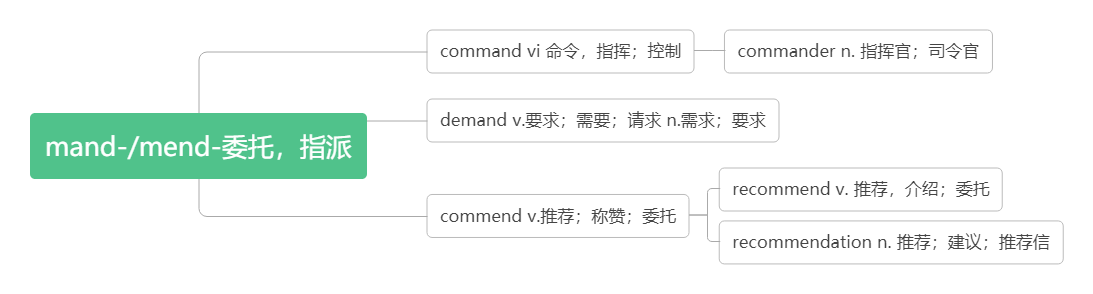 mand-/mend-委托，指派
command vi 命令，指挥；控制
commander n. 指挥官；司令官
demand v.要求；需要；请求 n.需求；要求
commend v.推荐；称赞；委托
recommend v. 推荐，介绍；委托
recommendation n. 推荐；建议；推荐信